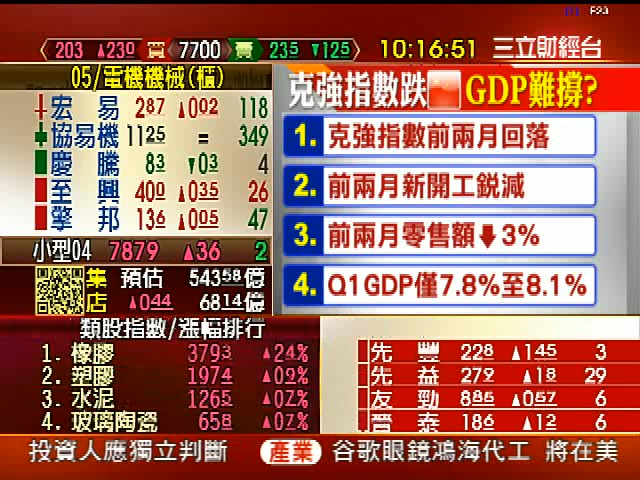 203 ▲230 買 7700 賣 235 ▼125 10:16:51 三立財經台
05/電機機械(櫃)
宏易 287 ▲002 118
協易機 1125 = 349
慶騰 83 ▼03 4
至興 400 ▲035 26
擎邦 136 ▲005 47
小型04 7879 ▲36 2
集 預估 54358億
店 ▲044 6814億
克強指數跌 GDP難撐?
1. 克強指數前兩月回落
2. 前兩月新開工銳減
3. 前兩月零售額⬇3%
4. Q1GDP僅7.8%至8.1%
類股指數/漲幅排行
1. 橡膠 3793 ▲24%
2. 塑膠 1974 ▲09%
3. 水泥 1265 ▲07%
4. 玻璃陶瓷 658 ▲07%
先豐 228 ▲145 3
先益 279 ▲18 29
友勁 885 ▲057 6
晉泰 186 ▲12 6
投資人應獨立判斷 產業 谷歌眼鏡鴻海代工 將在美